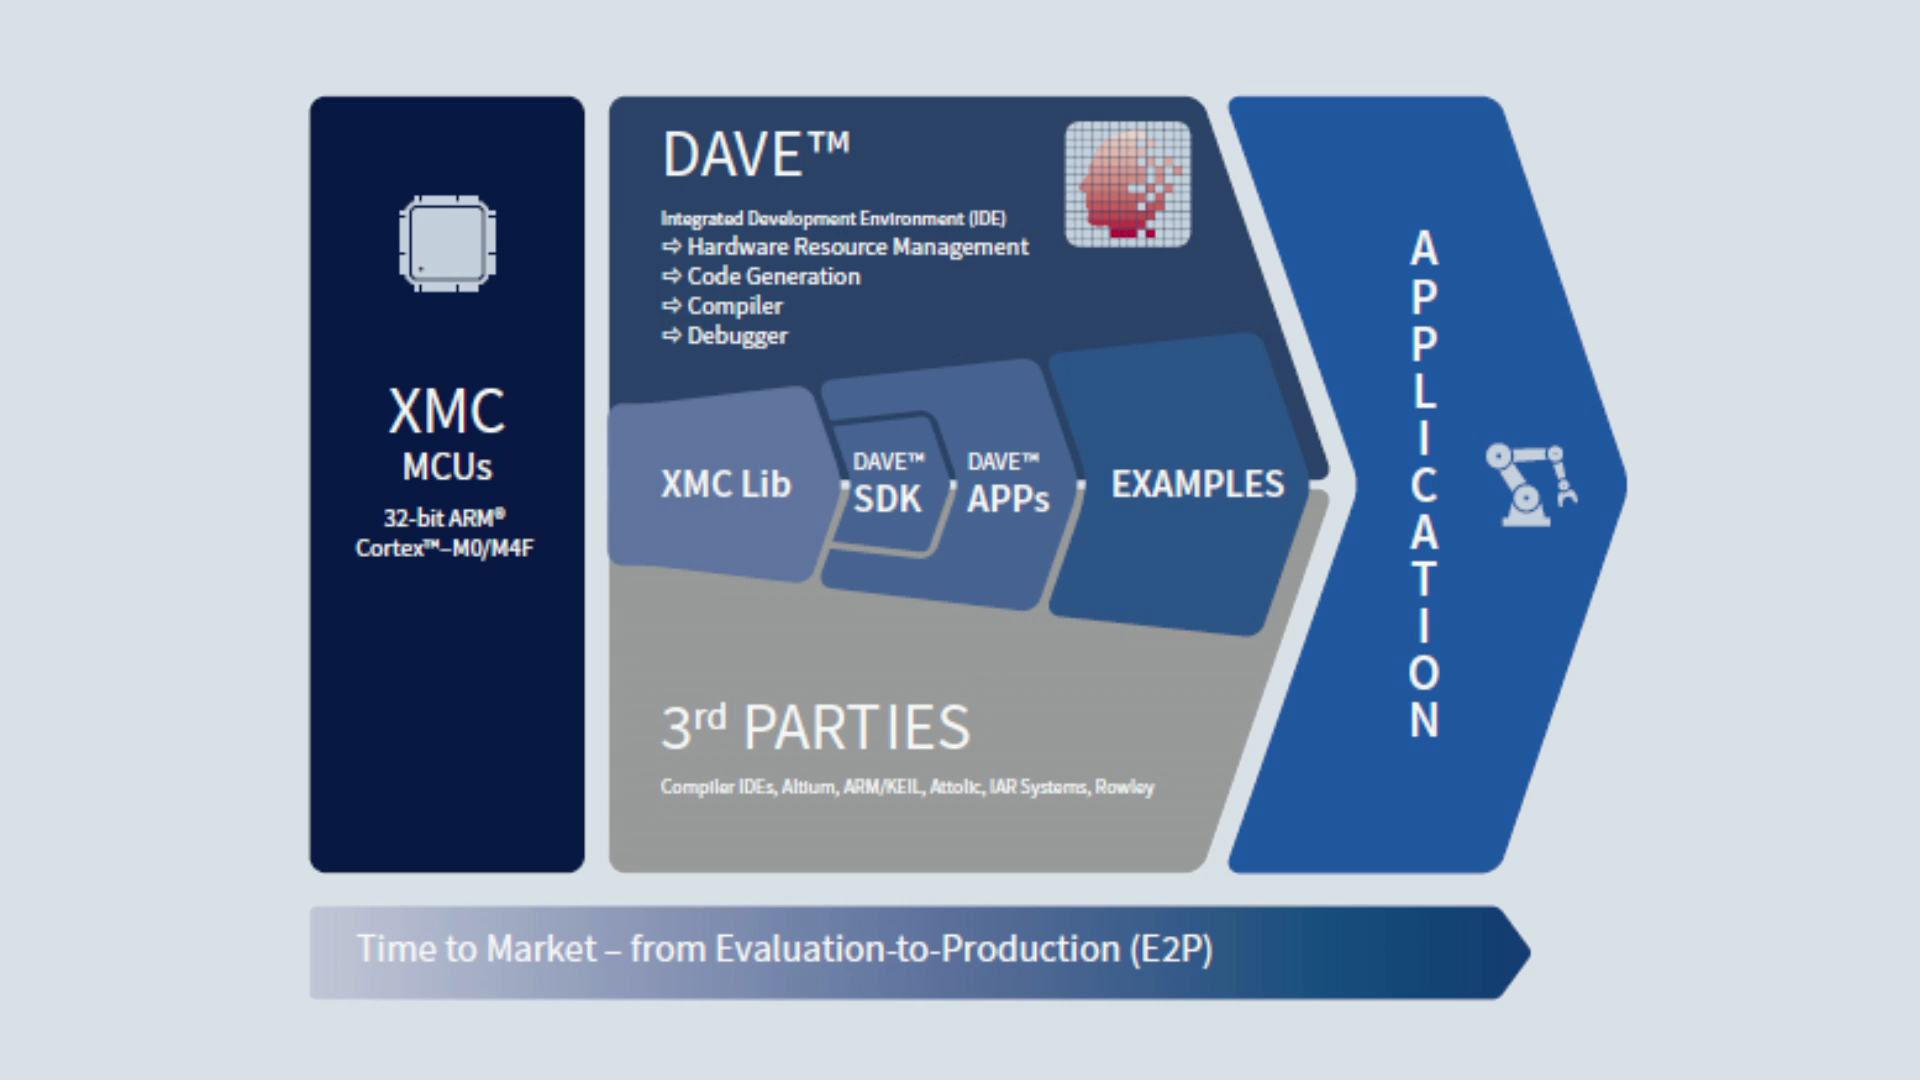 XMC
MCUs
32-bit ARM®
Cortex™–M0/M4F
DAVE™
Integrated Development Environment (IDE)
⇨ Hardware Resource Management
⇨ Code Generation
⇨ Compiler
⇨ Debugger
XMC Lib
DAVE™
SDK
DAVE™
APPs
EXAMPLES
3rd PARTIES
Compiler IDEs, Altium, ARM/KEIL, Attolic, IAR Systems, Rowley
APPLICATION
Time to Market – from Evaluation-to-Production (E2P)